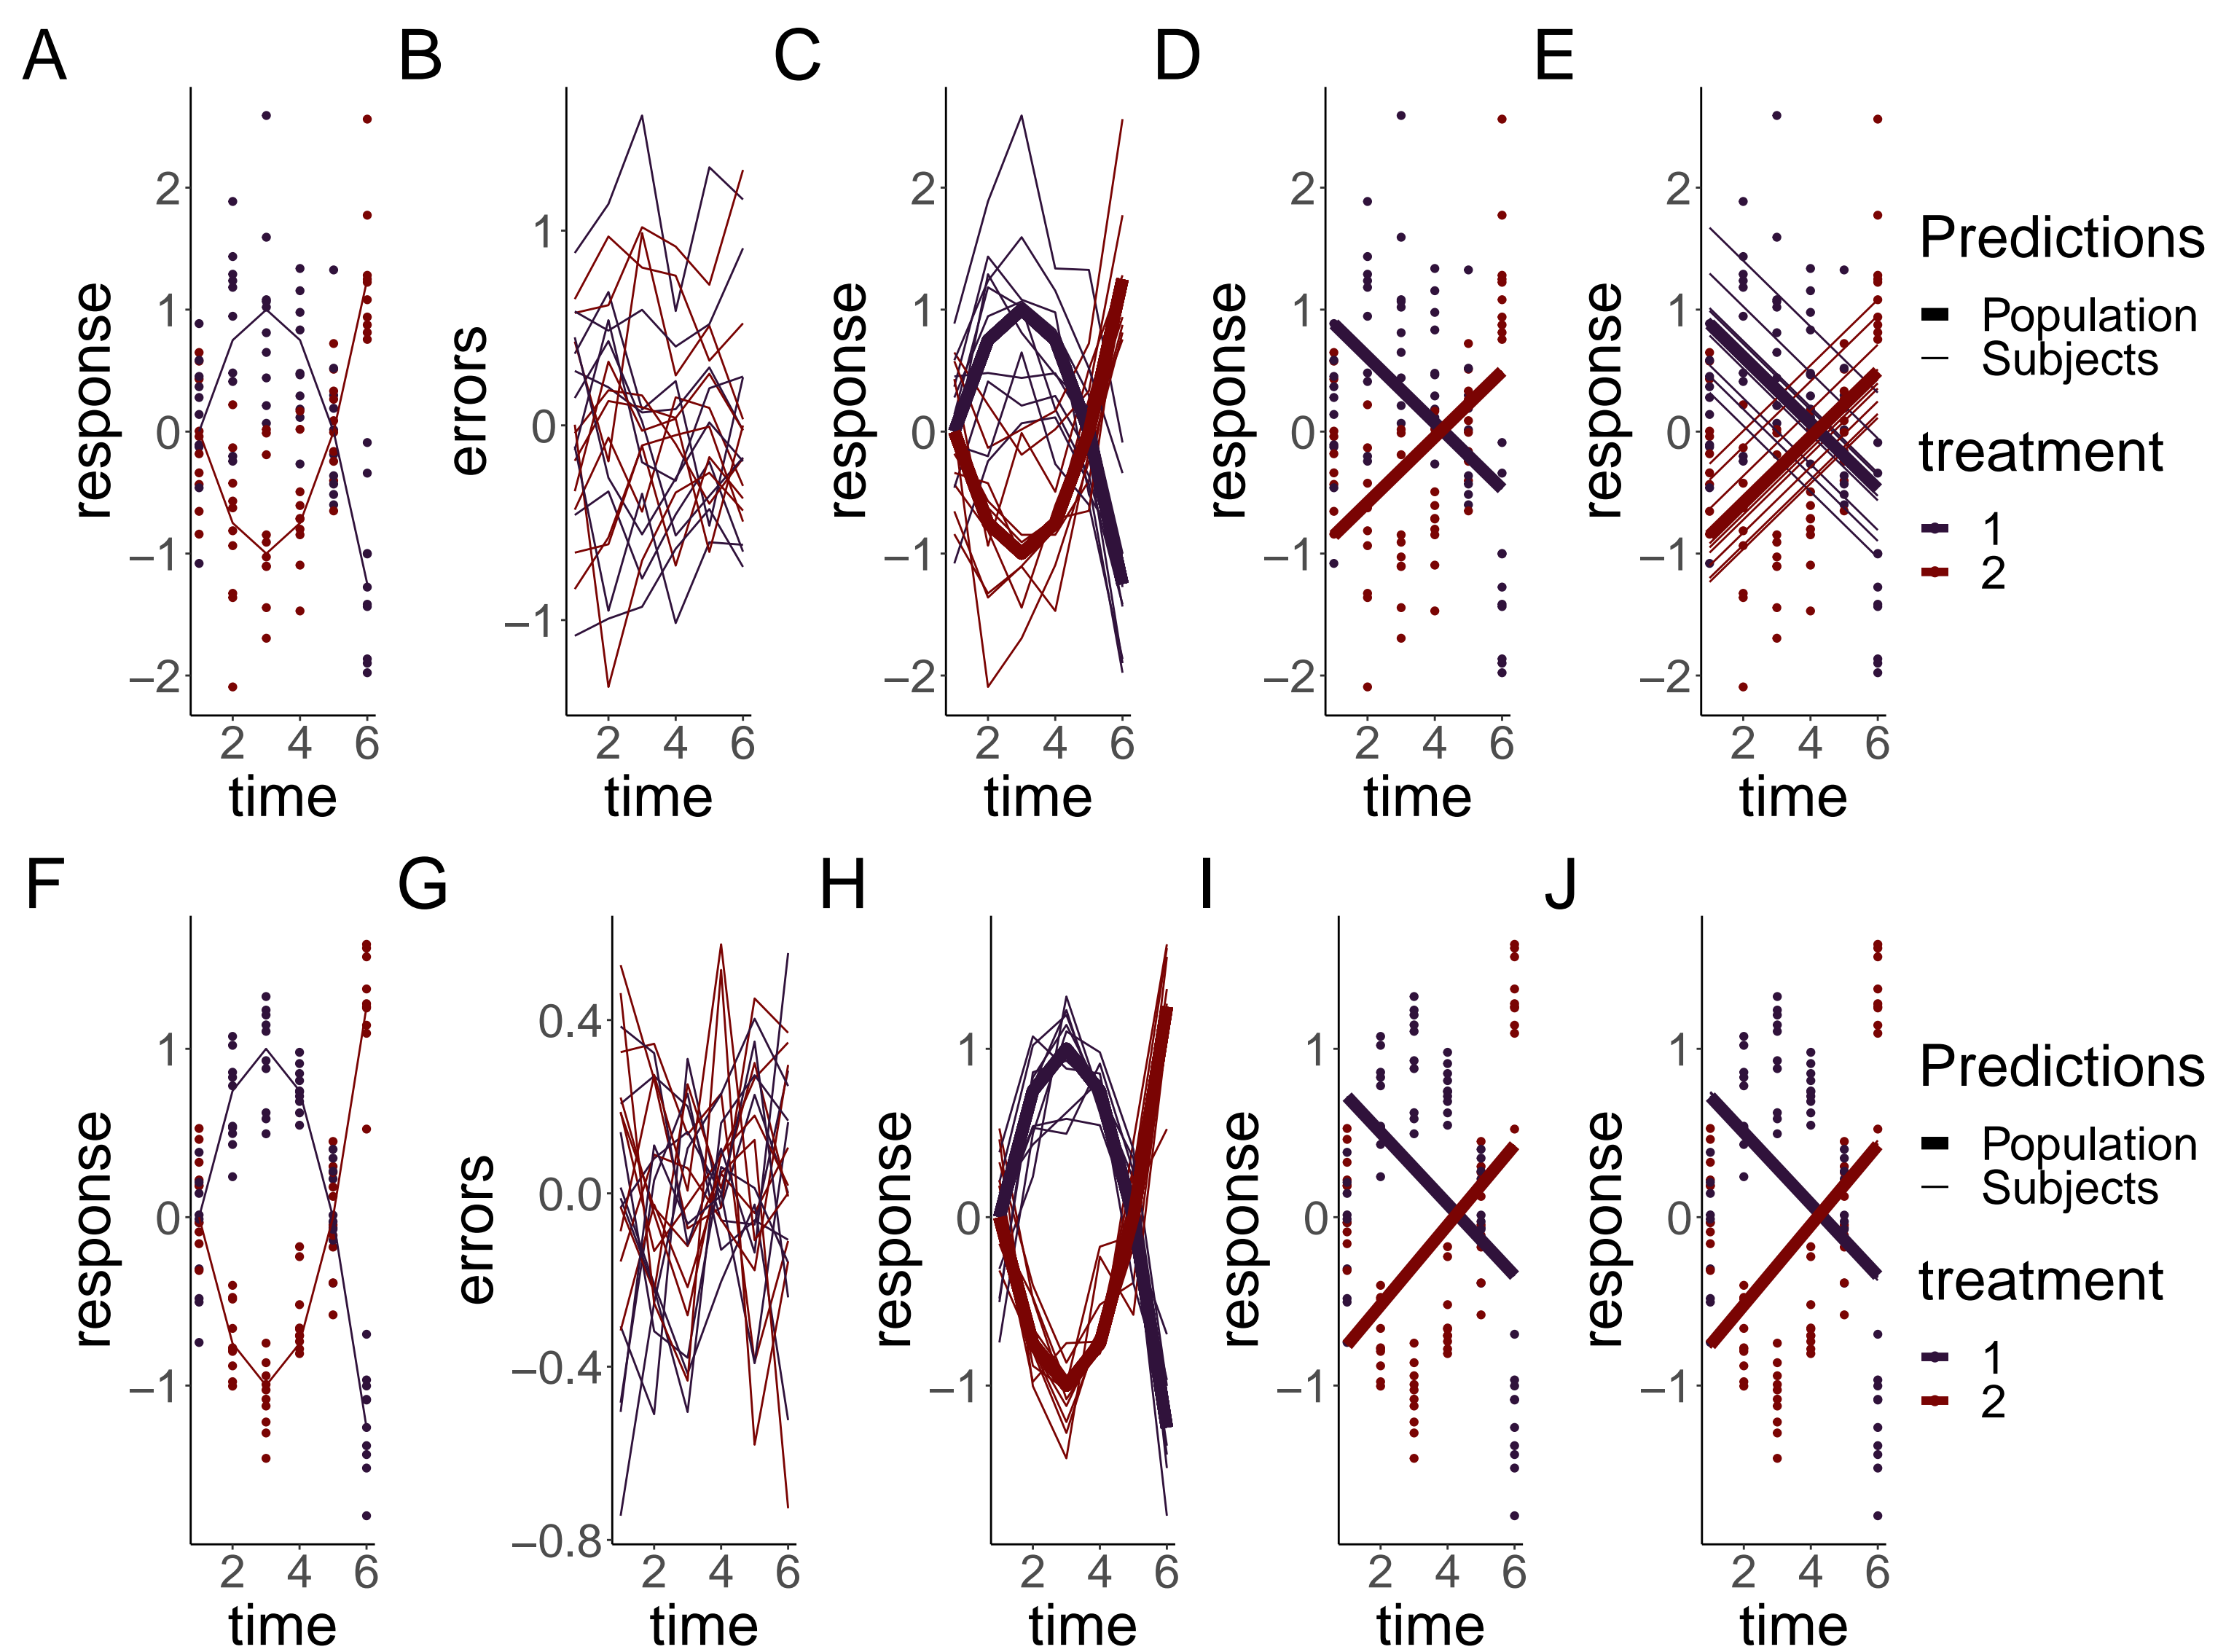 A B C D E
response
2
1
0
−1
−2
2 4 6
time
errors
1
0
−1
2 4 6
time
response
2
1
0
−1
−2
2 4 6
time
response
2
1
0
−1
−2
2 4 6
time
response
2
1
0
−1
−2
2 4 6
time
Predictions
Population
Subjects
treatment
1
2
F G H I J
response
1
0
−1
2 4 6
time
errors
0.4
0.0
−0.4
−0.8
2 4 6
time
response
1
0
−1
2 4 6
time
response
1
0
−1
2 4 6
time
response
1
0
−1
2 4 6
time
Predictions
Population
Subjects
treatment
1
2